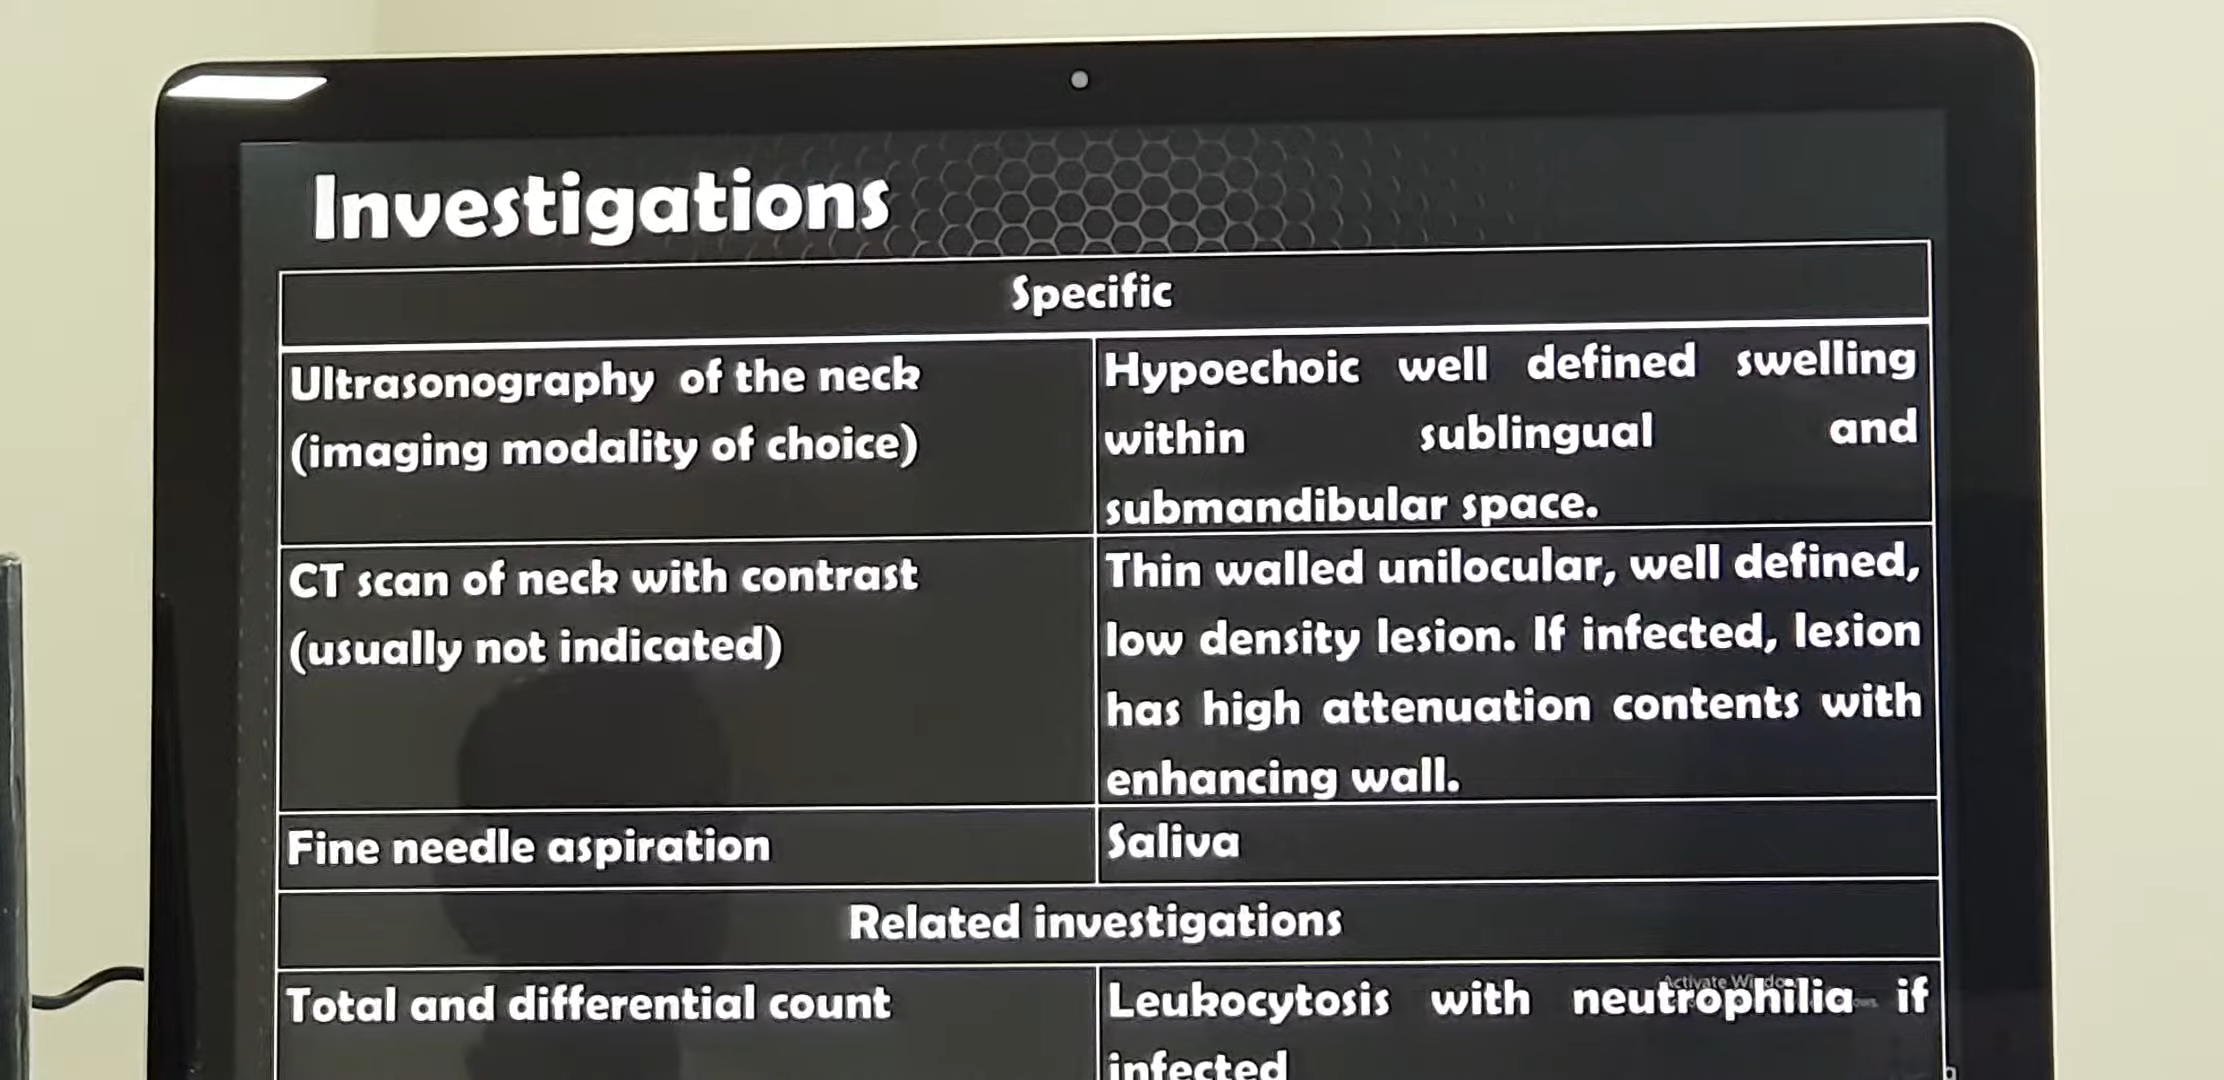 Investigations
Specific
Ultrasonography of the neck
(imaging modality of choice)
Hypoechoic well defined swelling
within sublingual and
submandibular space.
CT scan of neck with contrast
(usually not indicated)
Thin walled unilocular, well defined,
low density lesion. If infected, lesion
has high attenuation contents with
enhancing wall.
Fine needle aspiration
Saliva
Related investigations
Total and differential count
Leukocytosis with neutrophilia if
infected
Activate